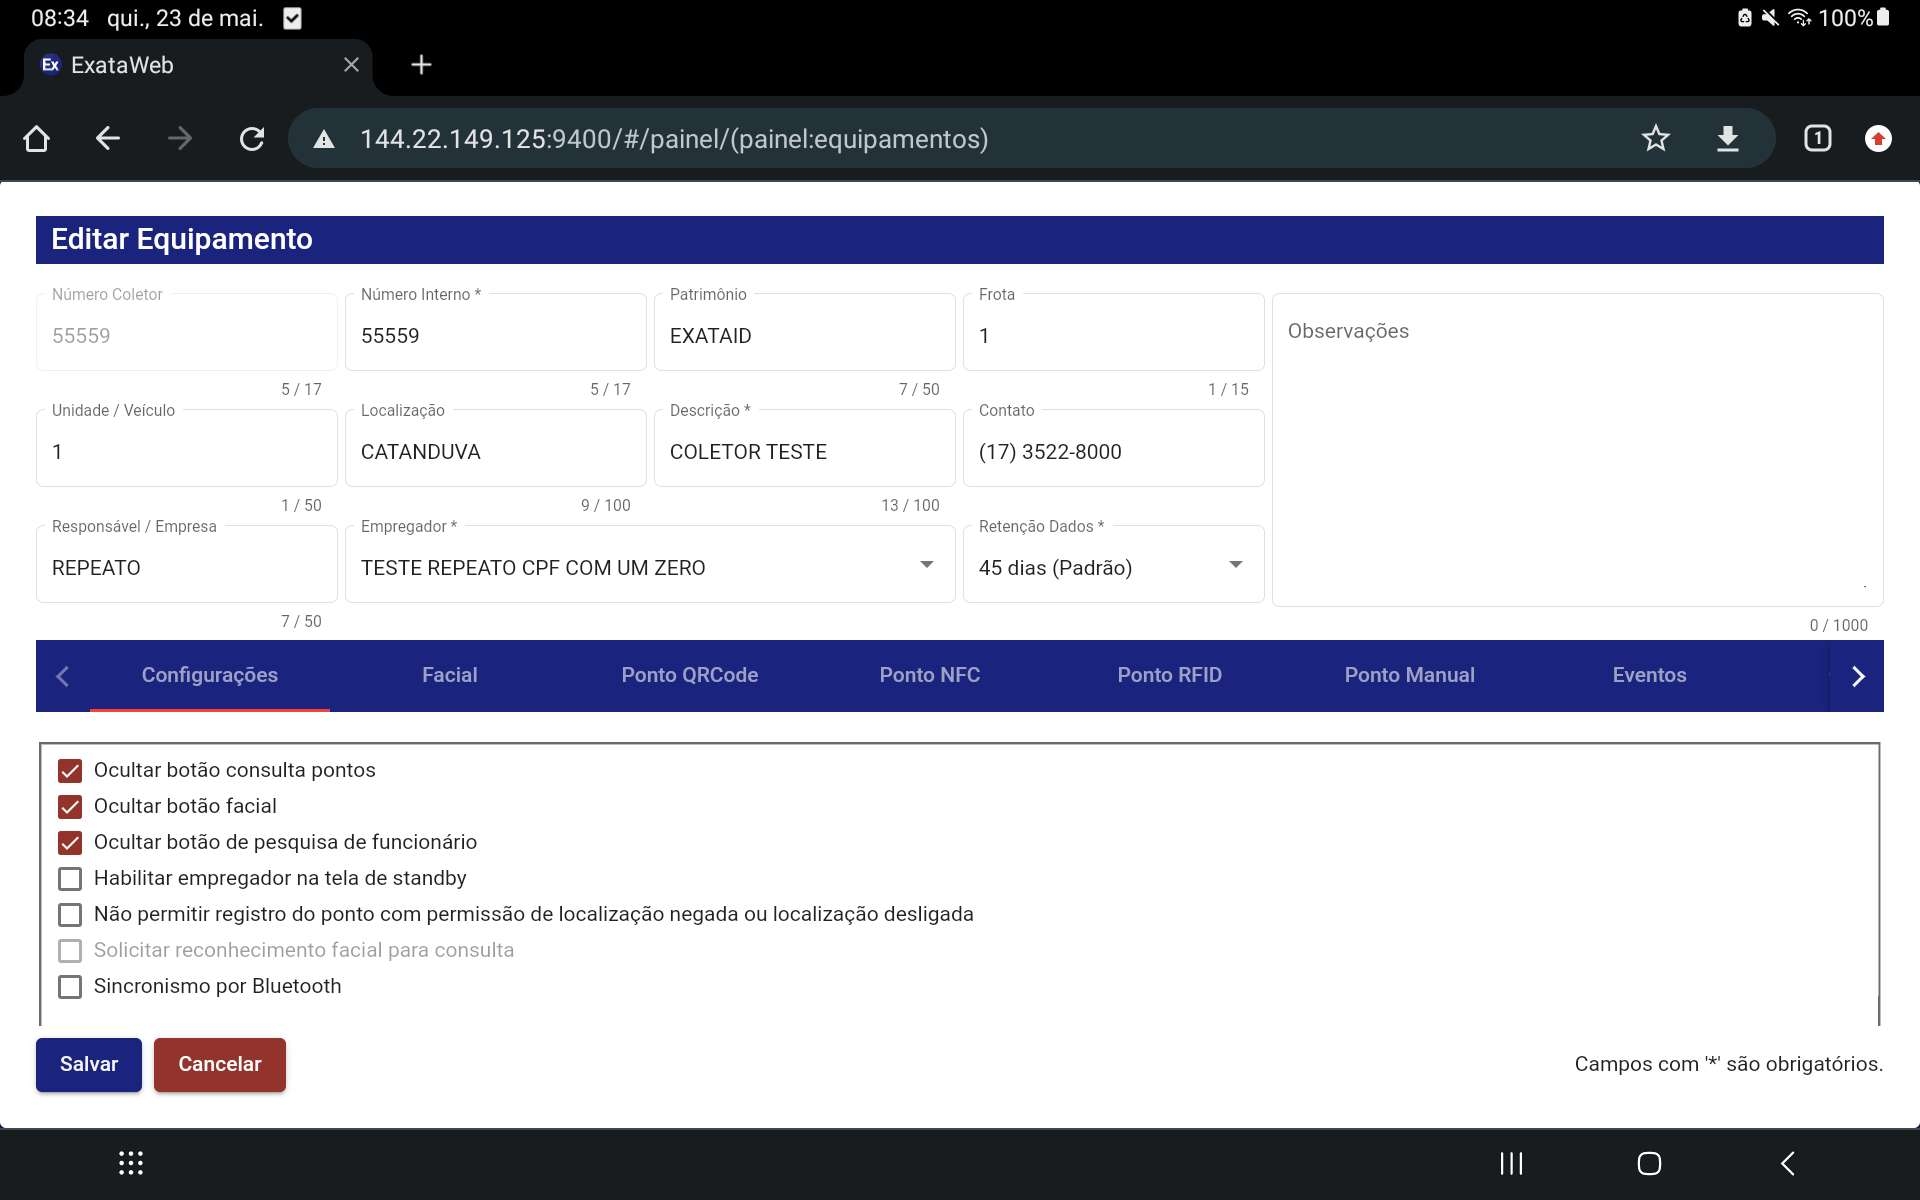 08:34 qui., 23 de mai.
100%
Ex ExataWeb
144.22.149.125:9400/#/painel/(painel:equipamentos)
1
Editar Equipamento
Número Coletor
55559
5 / 17
Número Interno *
55559
5 / 17
Patrimônio
EXATAID
7 / 50
Frota
1
1 / 15
Observações
0 / 1000
Unidade / Veículo
1
1 / 50
Localização
CATANDUVA
9 / 100
Descrição *
COLETOR TESTE
13 / 100
Contato
(17) 3522-8000
Responsável / Empresa
REPEATO
7 / 50
Empregador *
TESTE REPEATO CPF COM UM ZERO
Retenção Dados *
45 dias (Padrão)
Configurações
Facial
Ponto QRCode
Ponto NFC
Ponto RFID
Ponto Manual
Eventos
Ocultar botão consulta pontos
Ocultar botão facial
Ocultar botão de pesquisa de funcionário
Habilitar empregador na tela de standby
Não permitir registro do ponto com permissão de localização negada ou localização desligada
Solicitar reconhecimento facial para consulta
Sincronismo por Bluetooth
Salvar
Cancelar
Campos com '*' são obrigatórios.